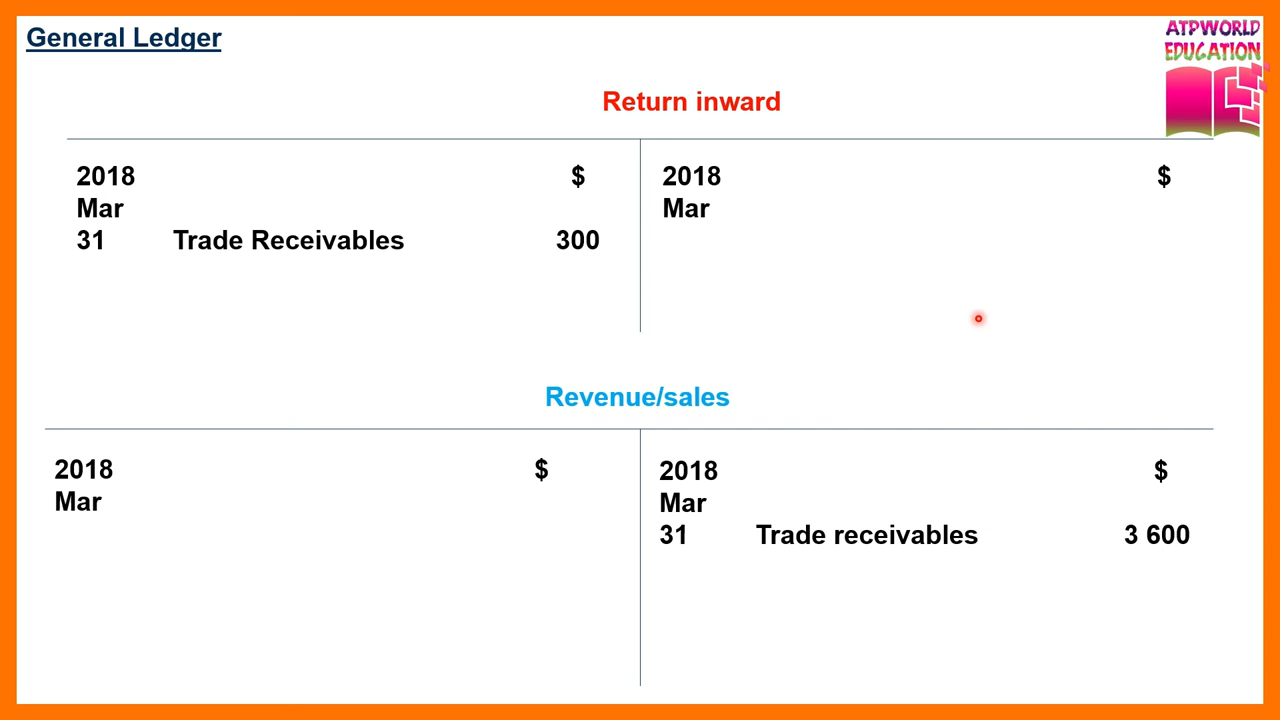 General Ledger
ATPWORLD
EDUCATION
Return inward
2018 $ 2018 $
Mar Mar
31 Trade Receivables 300
Revenue/sales
2018 $ 2018 $
Mar Mar
31 Trade receivables 3 600